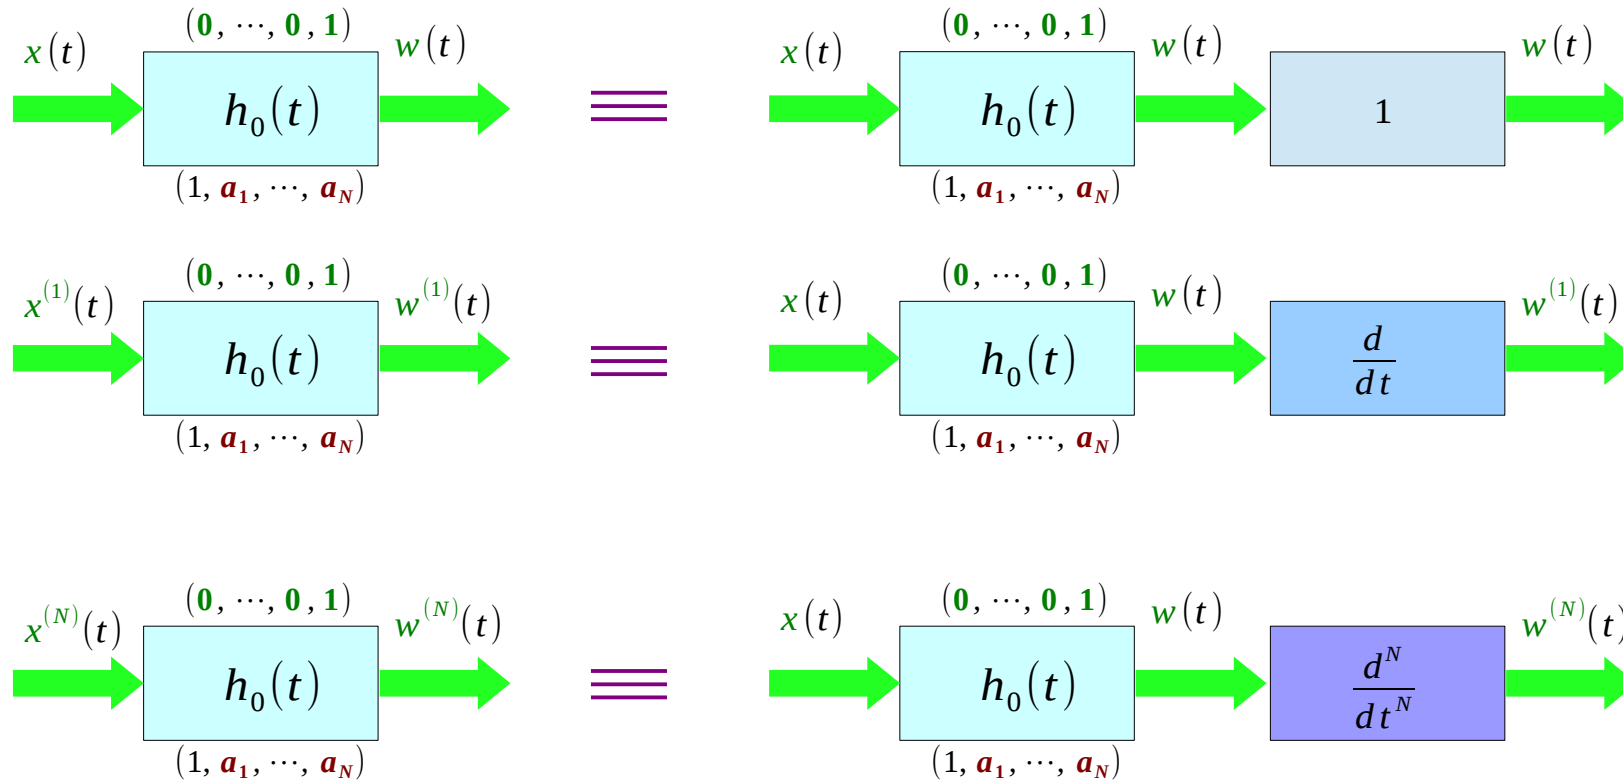 (0, ⋯, 0, 1) (0, ⋯, 0, 1)
x(t) w(t) x(t) w(t) w(t)
h₀(t) ≡ h₀(t) 1
(1, a₁, ⋯, a_N) (1, a₁, ⋯, a_N)
(0, ⋯, 0, 1) (0, ⋯, 0, 1)
x⁽¹⁾(t) w⁽¹⁾(t) x(t) w(t) w⁽¹⁾(t)
h₀(t) ≡ h₀(t) d/dt
(1, a₁, ⋯, a_N) (1, a₁, ⋯, a_N)
(0, ⋯, 0, 1) (0, ⋯, 0, 1)
x⁽ᴺ⁾(t) w⁽ᴺ⁾(t) x(t) w(t) w⁽ᴺ⁾(t)
h₀(t) ≡ h₀(t) dᴺ/dtᴺ
(1, a₁, ⋯, a_N) (1, a₁, ⋯, a_N)